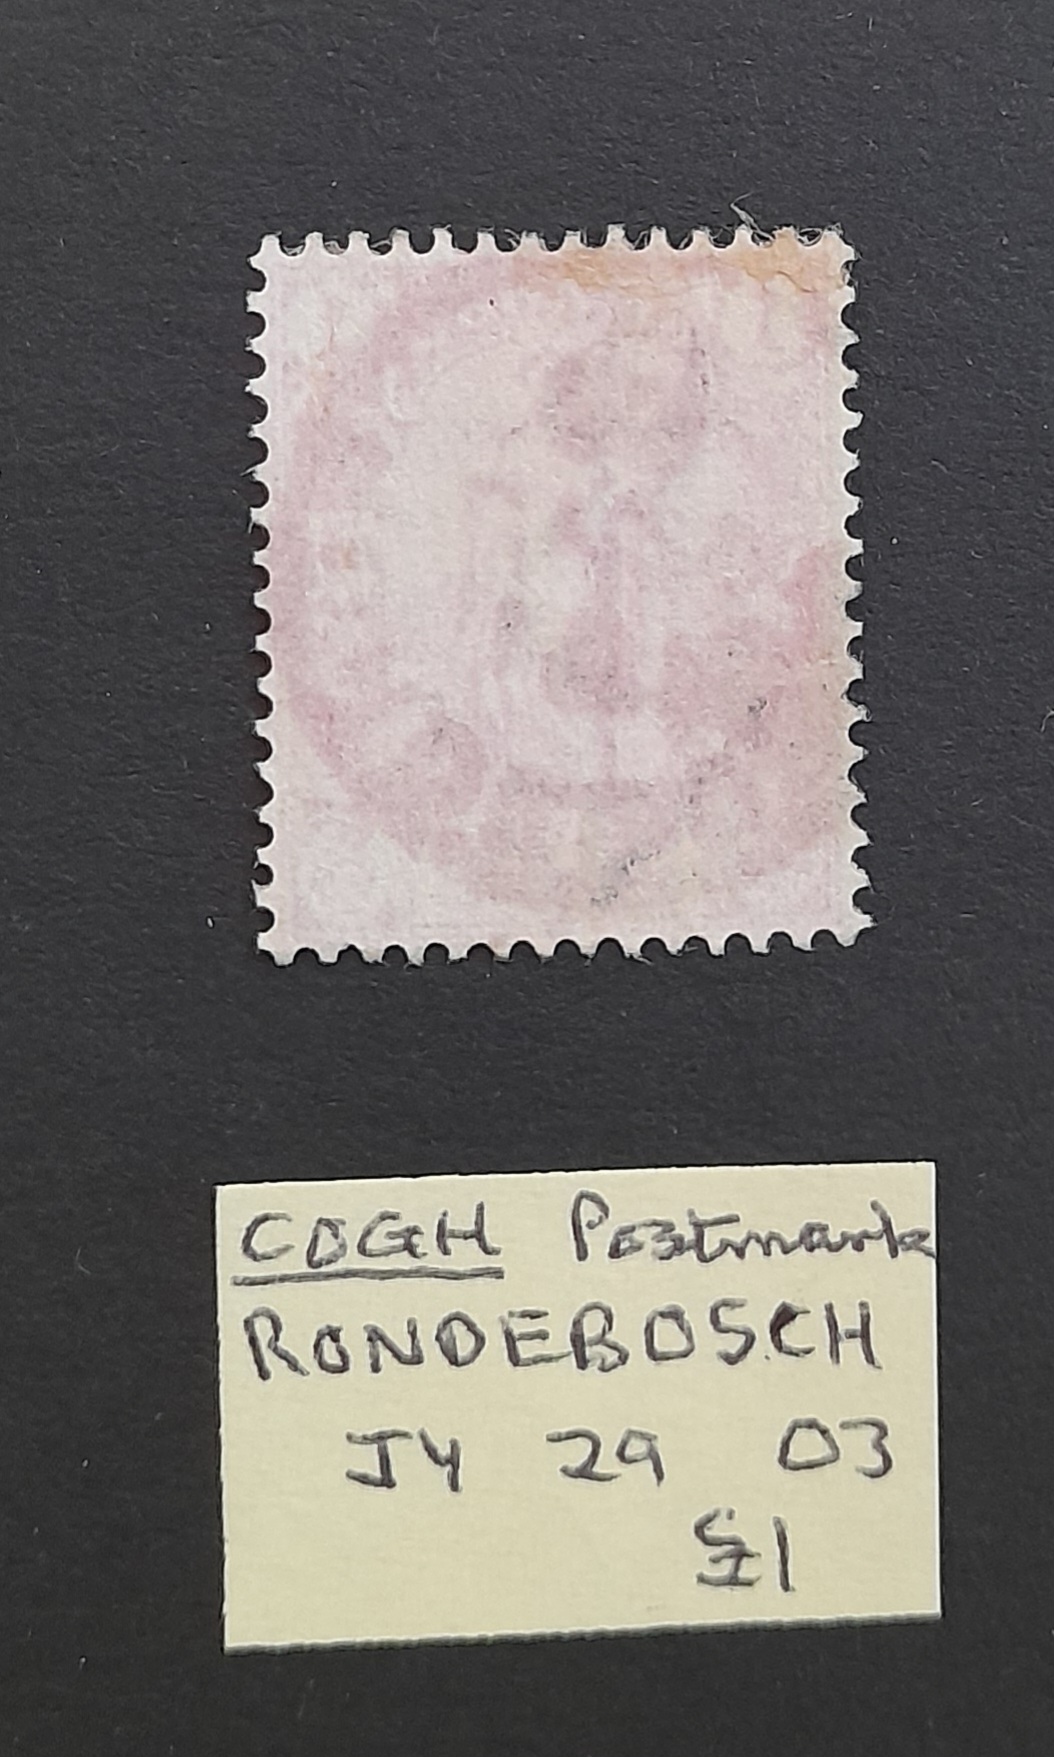 COGH Postmark
RONDEBOSCH
JY 29 03
£1